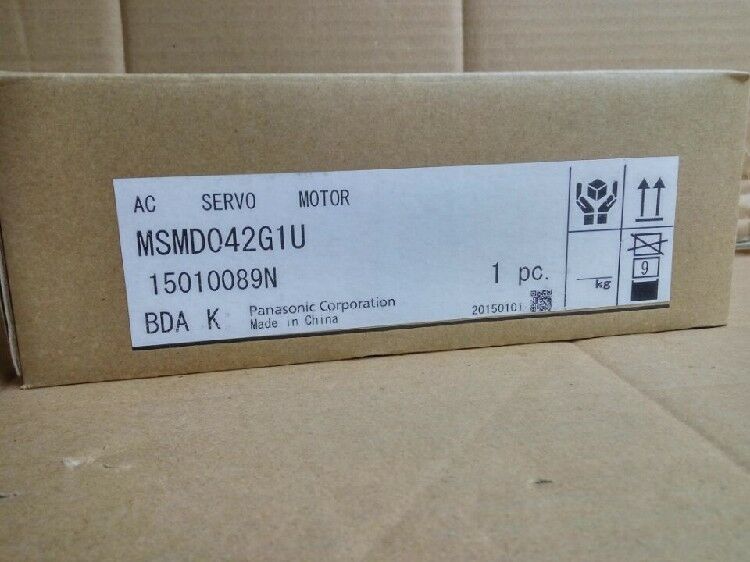 AC SERVO MOTOR
MSMD042G1U
15010089N
1 pc.
BDA K
Panasonic Corporation
Made in China
20150101
kg
9